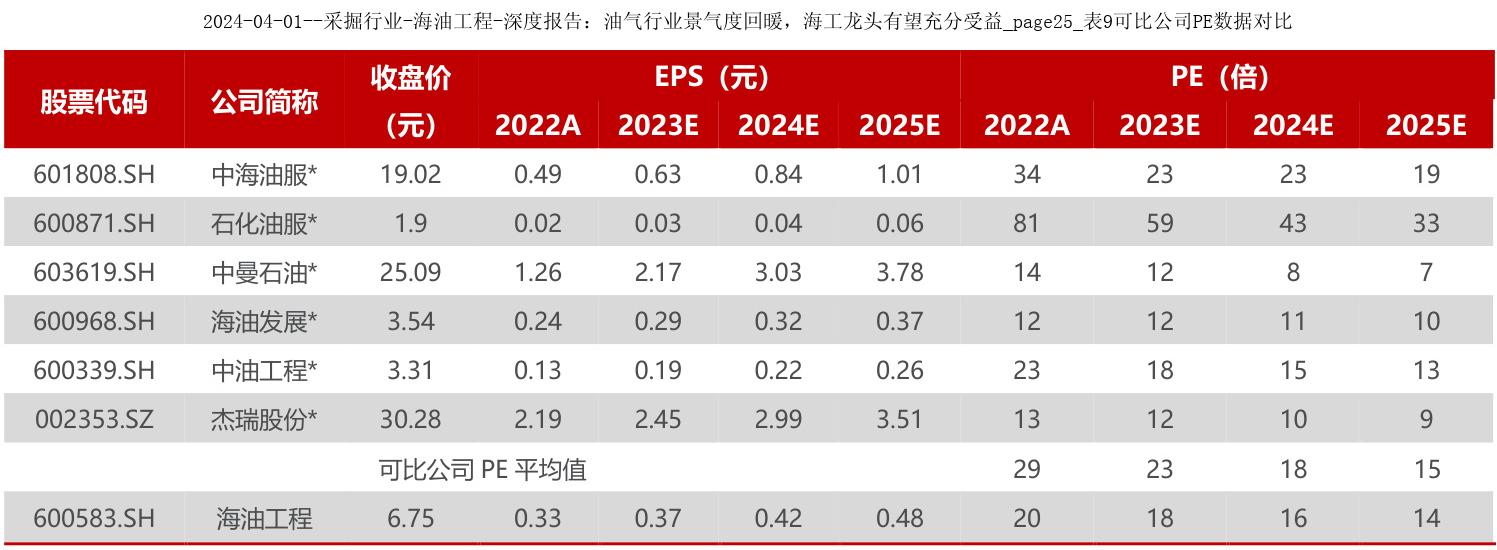 2024-04-01--采掘行业-海油工程-深度报告：油气行业景气度回暖，海工龙头有望充分受益_page25_表9可比公司PE数据对比
股票代码 公司简称 收盘价（元） EPS（元） PE（倍）
2022A 2023E 2024E 2025E 2022A 2023E 2024E 2025E
601808.SH 中海油服* 19.02 0.49 0.63 0.84 1.01 34 23 23 19
600871.SH 石化油服* 1.9 0.02 0.03 0.04 0.06 81 59 43 33
603619.SH 中曼石油* 25.09 1.26 2.17 3.03 3.78 14 12 8 7
600968.SH 海油发展* 3.54 0.24 0.29 0.32 0.37 12 12 11 10
600339.SH 中油工程* 3.31 0.13 0.19 0.22 0.26 23 18 15 13
002353.SZ 杰瑞股份* 30.28 2.19 2.45 2.99 3.51 13 12 10 9
可比公司 PE 平均值 29 23 18 15
600583.SH 海油工程 6.75 0.33 0.37 0.42 0.48 20 18 16 14